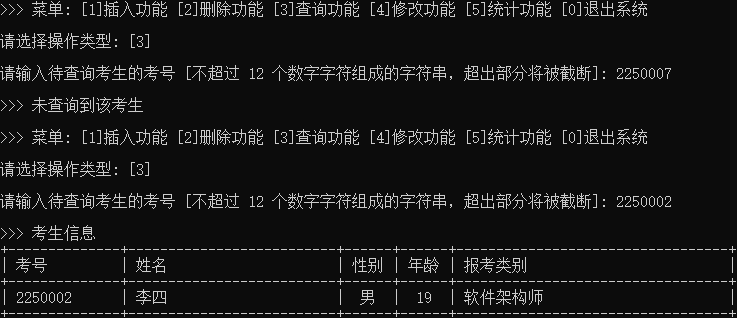 >>> 菜单: [1]插入功能 [2]删除功能 [3]查询功能 [4]修改功能 [5]统计功能 [0]退出系统
请选择操作类型: [3]
请输入待查询考生的考号 [不超过 12 个数字字符组成的字符串，超出部分将被截断]: 2250007
>>> 未查询到该考生
>>> 菜单: [1]插入功能 [2]删除功能 [3]查询功能 [4]修改功能 [5]统计功能 [0]退出系统
请选择操作类型: [3]
请输入待查询考生的考号 [不超过 12 个数字字符组成的字符串，超出部分将被截断]: 2250002
>>> 考生信息
| 考号 | 姓名 | 性别 | 年龄 | 报考类别 |
| 2250002 | 李四 | 男 | 19 | 软件架构师 |